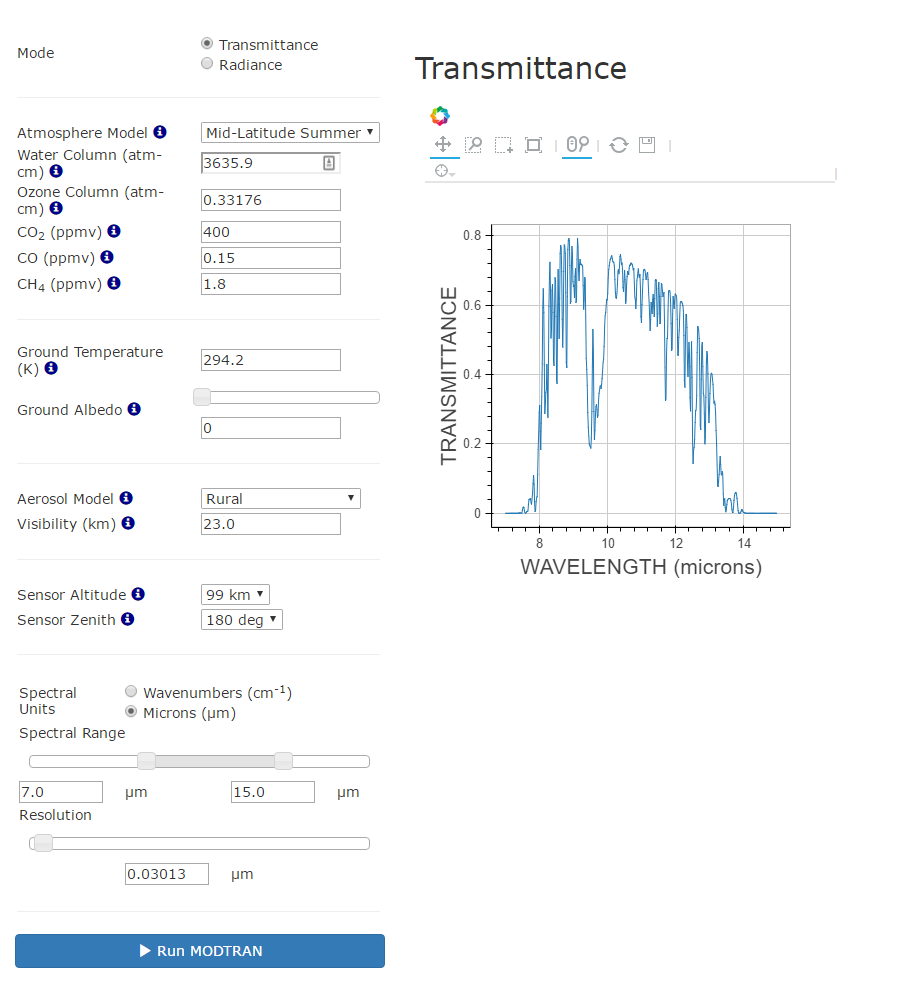 Mode
Transmittance
Radiance
Atmosphere Model
Mid-Latitude Summer
Water Column (atm-
cm)
3635.9
Ozone Column (atm-
cm)
0.33176
CO2 (ppmv)
400
CO (ppmv)
0.15
CH4 (ppmv)
1.8
Ground Temperature
(K)
294.2
Ground Albedo
0
Aerosol Model
Rural
Visibility (km)
23.0
Sensor Altitude
99 km
Sensor Zenith
180 deg
Spectral
Units
Wavenumbers (cm-1)
Microns (μm)
Spectral Range
7.0 μm 15.0 μm
Resolution
0.03013 μm
Run MODTRAN
Transmittance
TRANSMITTANCE
0.8
0.6
0.4
0.2
0
8 10 12 14
WAVELENGTH (microns)